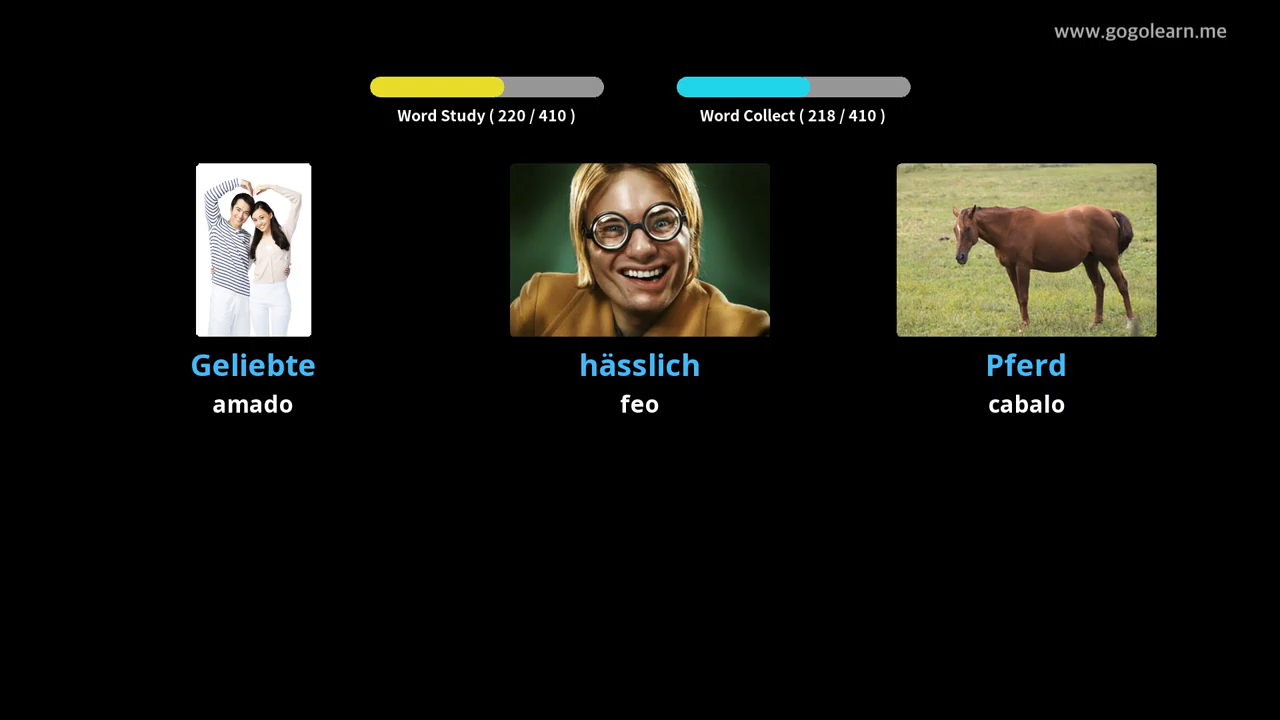 www.gogolearn.me
Word Study ( 220 / 410 )
Word Collect ( 218 / 410 )
Geliebte
hässlich
Pferd
amado
feo
cabalo